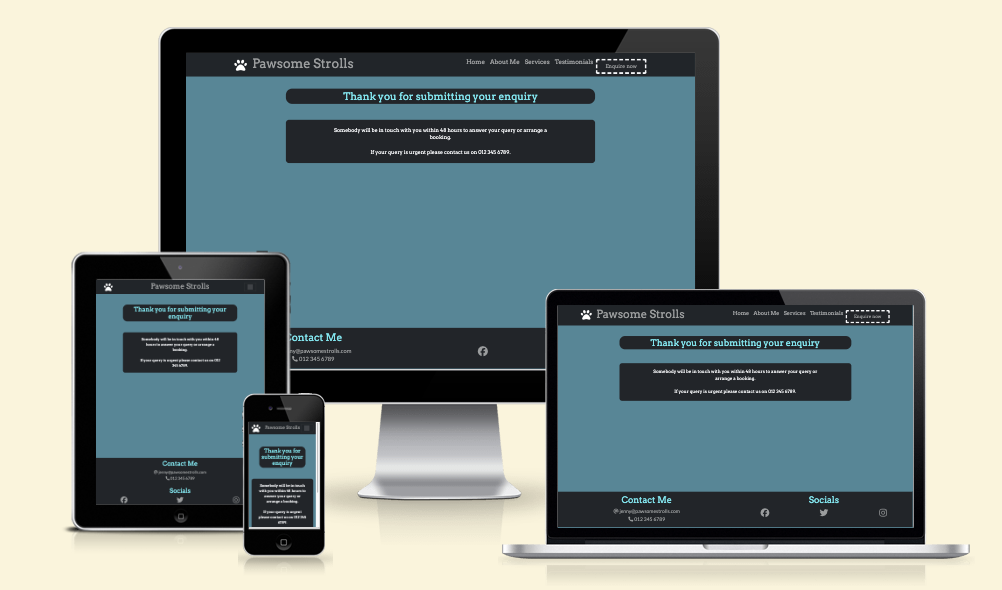 Pawsome Strolls
Home About Me Services Testimonials Enquire now
Thank you for submitting your enquiry
Somebody will be in touch with you within 48 hours to answer your query or arrange a
booking.
If your query is urgent please contact us on 012 345 6789.
ontact Me
ny@pawsomestrolls.com
012 345 6789
Pawsome Strolls
Thank you for submitting your
enquiry
Somebody will be in touch with you within 48
hours to answer your query or arrange a
booking.
If your query is urgent please contact us on 012
345 6789.
Contact Me
jenny@pawsomestrolls.com
012 345 6789
Socials
Pawsome Strolls
Thank you for
submitting your
enquiry
Somebody will be in touch
with you within 48 hours to
answer your query or
arrange a booking.
If your query is urgent
please contact us on 012 345
6789.
Pawsome Strolls
Home About Me Services Testimonials Enquire now
Thank you for submitting your enquiry
Somebody will be in touch with you within 48 hours to answer your query or
arrange a booking.
If your query is urgent please contact us on 012 345 6789.
Contact Me
jenny@pawsomestrolls.com
012 345 6789
Socials